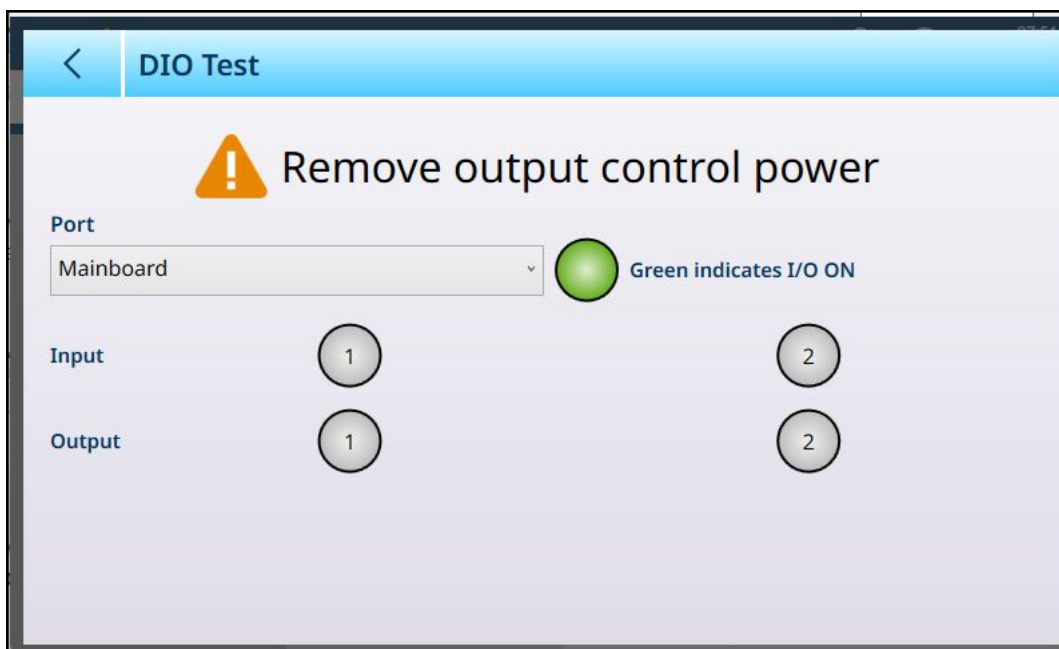 DIO Test
Remove output control power
Port
Mainboard
Green indicates I/O ON
Input 1 2
Output 1 2